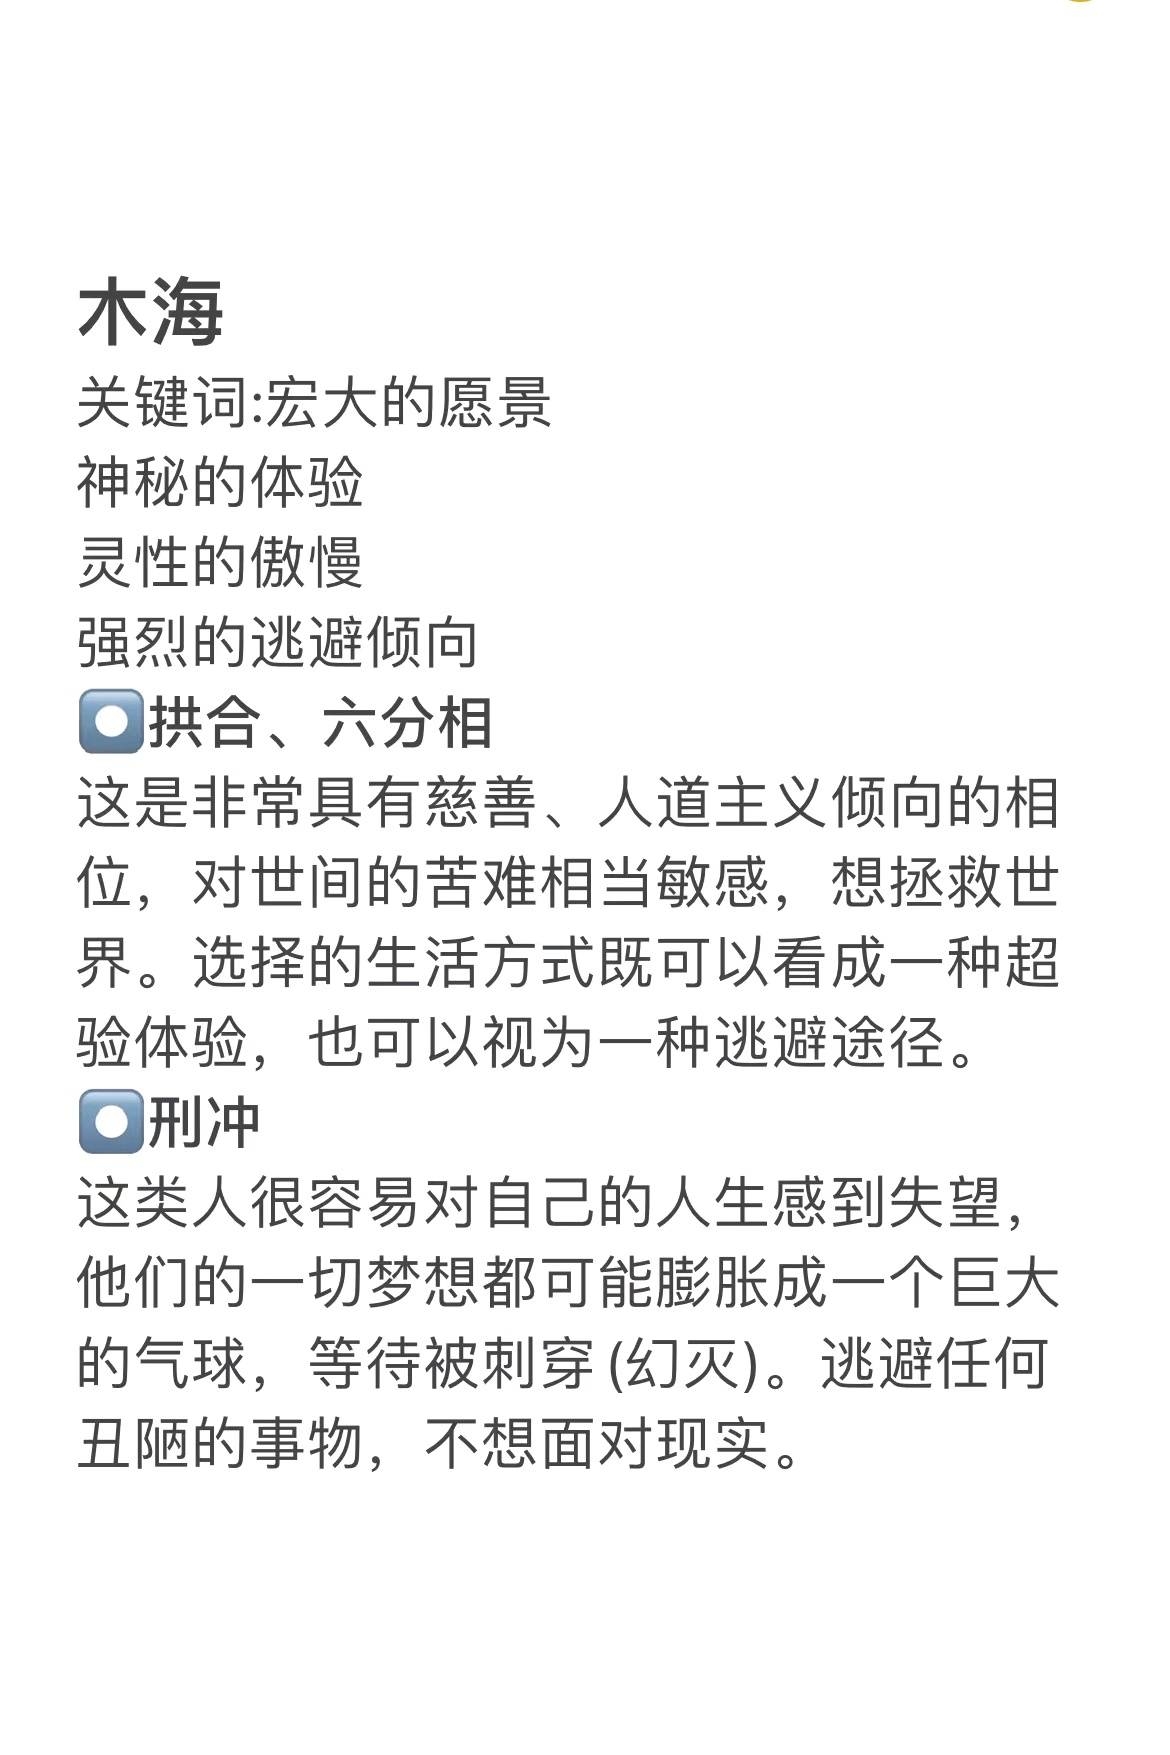 木海
关键词:宏大的愿景
神秘的体验
灵性的傲慢
强烈的逃避倾向
⏺拱合、六分相
这是非常具有慈善、人道主义倾向的相
位，对世间的苦难相当敏感，想拯救世
界。选择的生活方式既可以看成一种超
验体验，也可以视为一种逃避途径。
⏺刑冲
这类人很容易对自己的人生感到失望，
他们的一切梦想都可能膨胀成一个巨大
的气球，等待被刺穿(幻灭)。逃避任何
丑陋的事物，不想面对现实。